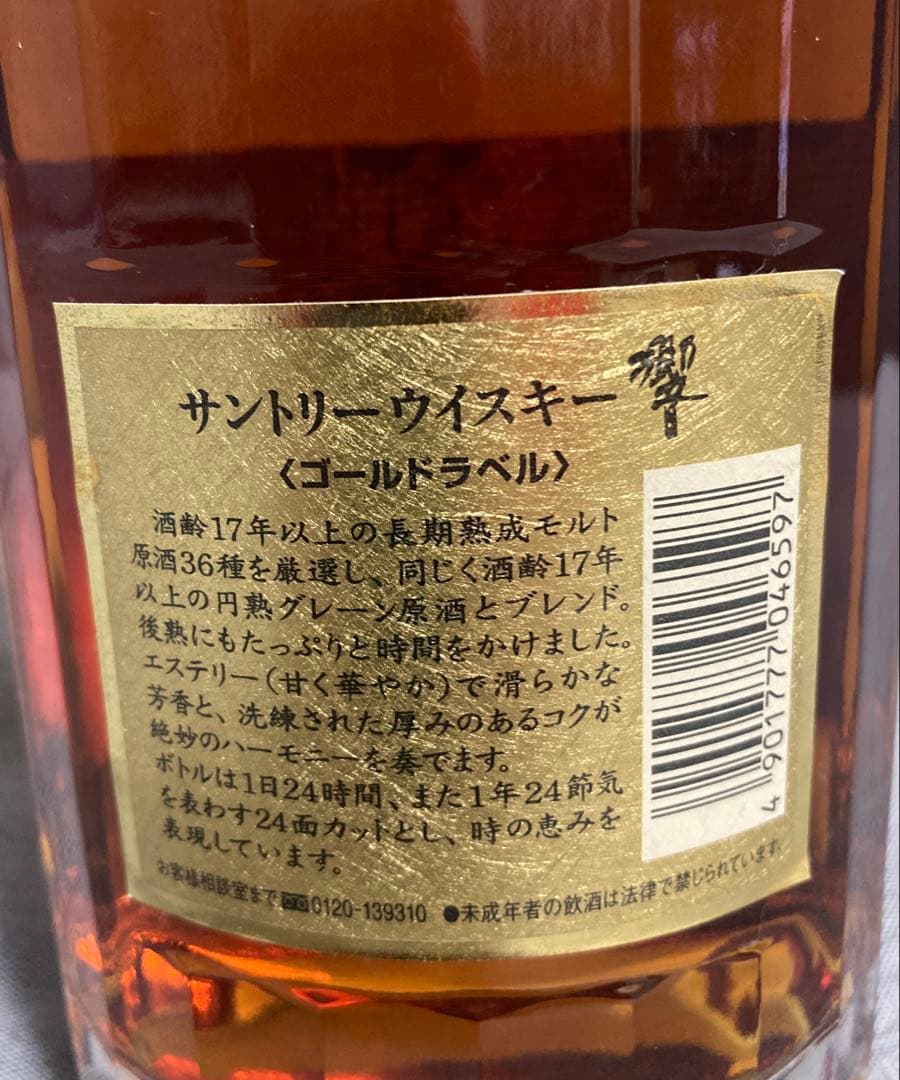 サントリーウイスキー響
〈ゴールドラベル〉
酒齢17年以上の長期熟成モルト
原酒36種を厳選し、同じく酒齢17年
以上の円熟グレーン原酒とブレンド。
後熟にもたっぷりと時間をかけました。
エステリー(甘く華やか)で滑らかな
芳香と、洗練された厚みのあるコクが
絶妙のハーモニーを奏でます。
ボトルは1日24時間、また1年24節気
を表わす24面カットとし、時の恵みを
表現しています。
お客様相談室まで 0120-139310 ●未成年者の飲酒は法律で禁じられています。
4 901777 046597